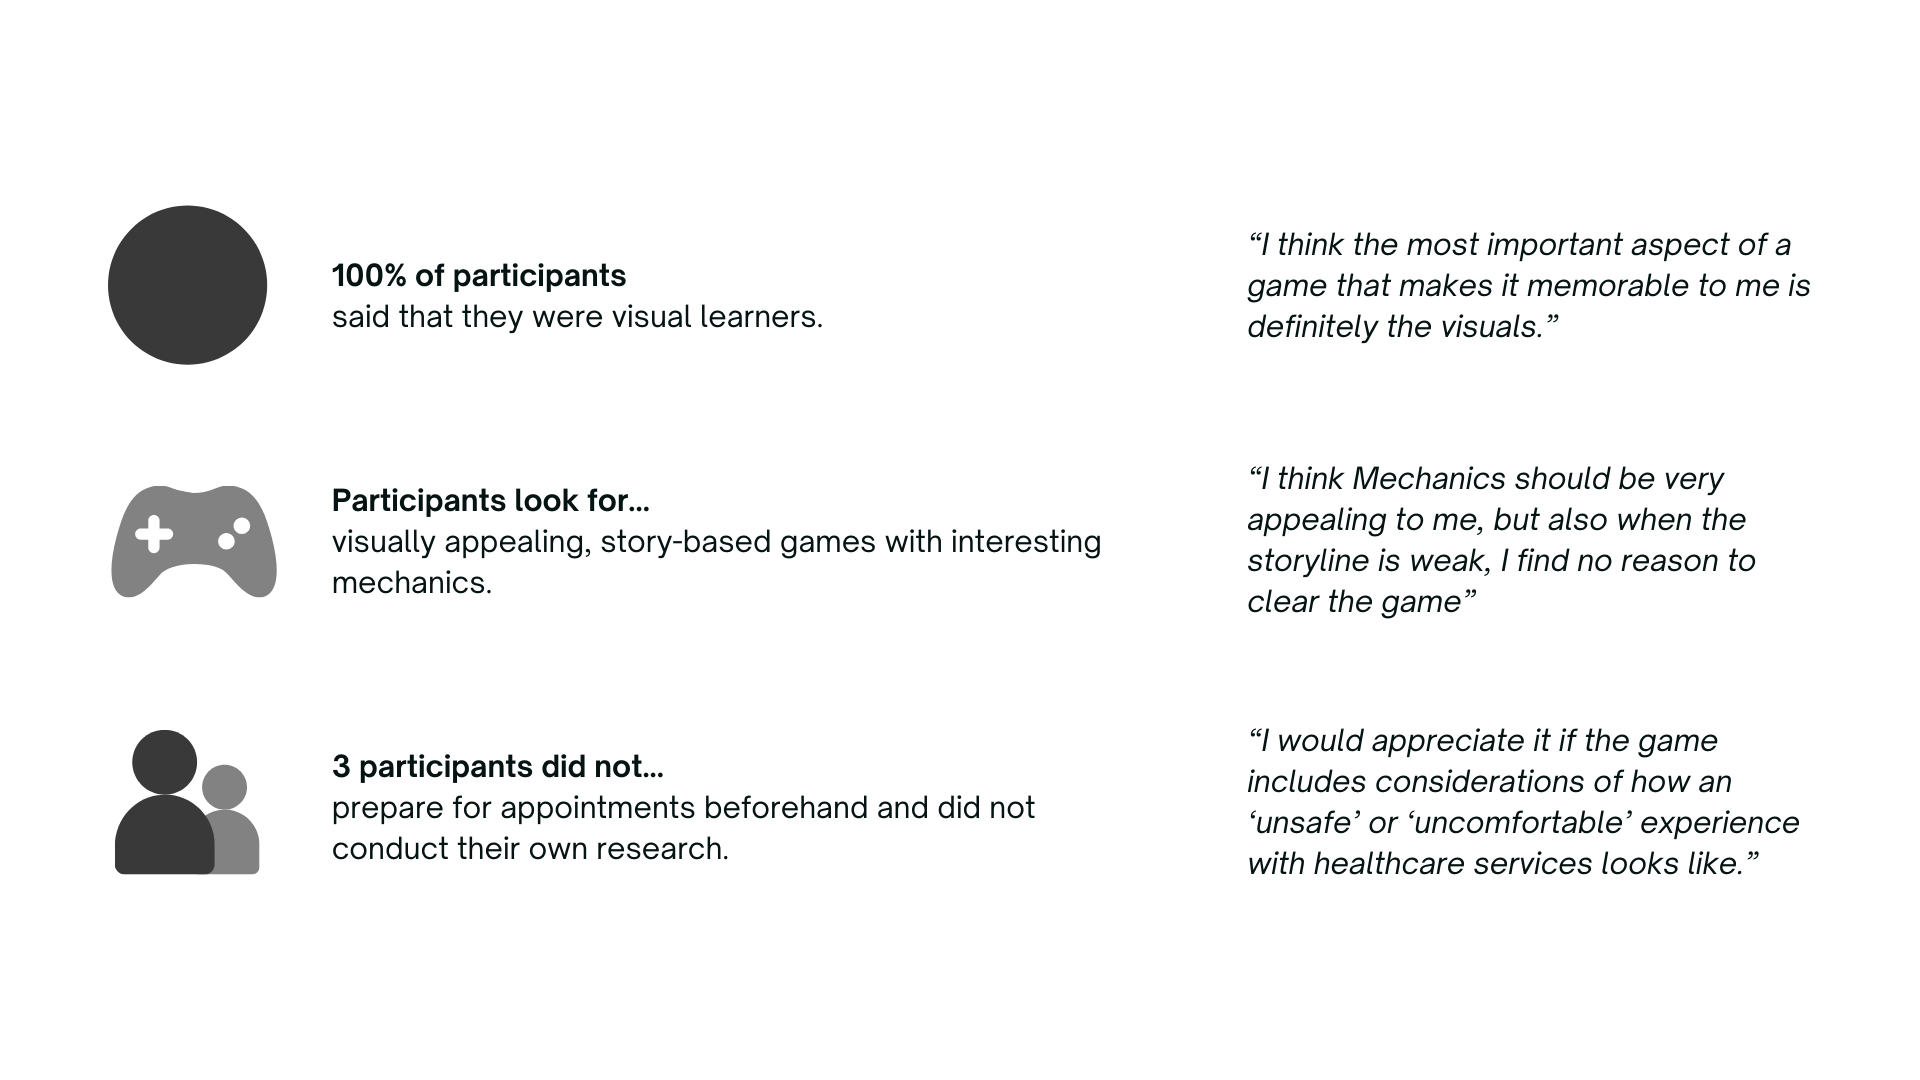 100% of participants
said that they were visual learners.
“I think the most important aspect of a
game that makes it memorable to me is
definitely the visuals.”
Participants look for...
visually appealing, story-based games with interesting
mechanics.
“I think Mechanics should be very
appealing to me, but also when the
storyline is weak, I find no reason to
clear the game”
3 participants did not...
prepare for appointments beforehand and did not
conduct their own research.
“I would appreciate it if the game
includes considerations of how an
‘unsafe’ or ‘uncomfortable’ experience
with healthcare services looks like.”